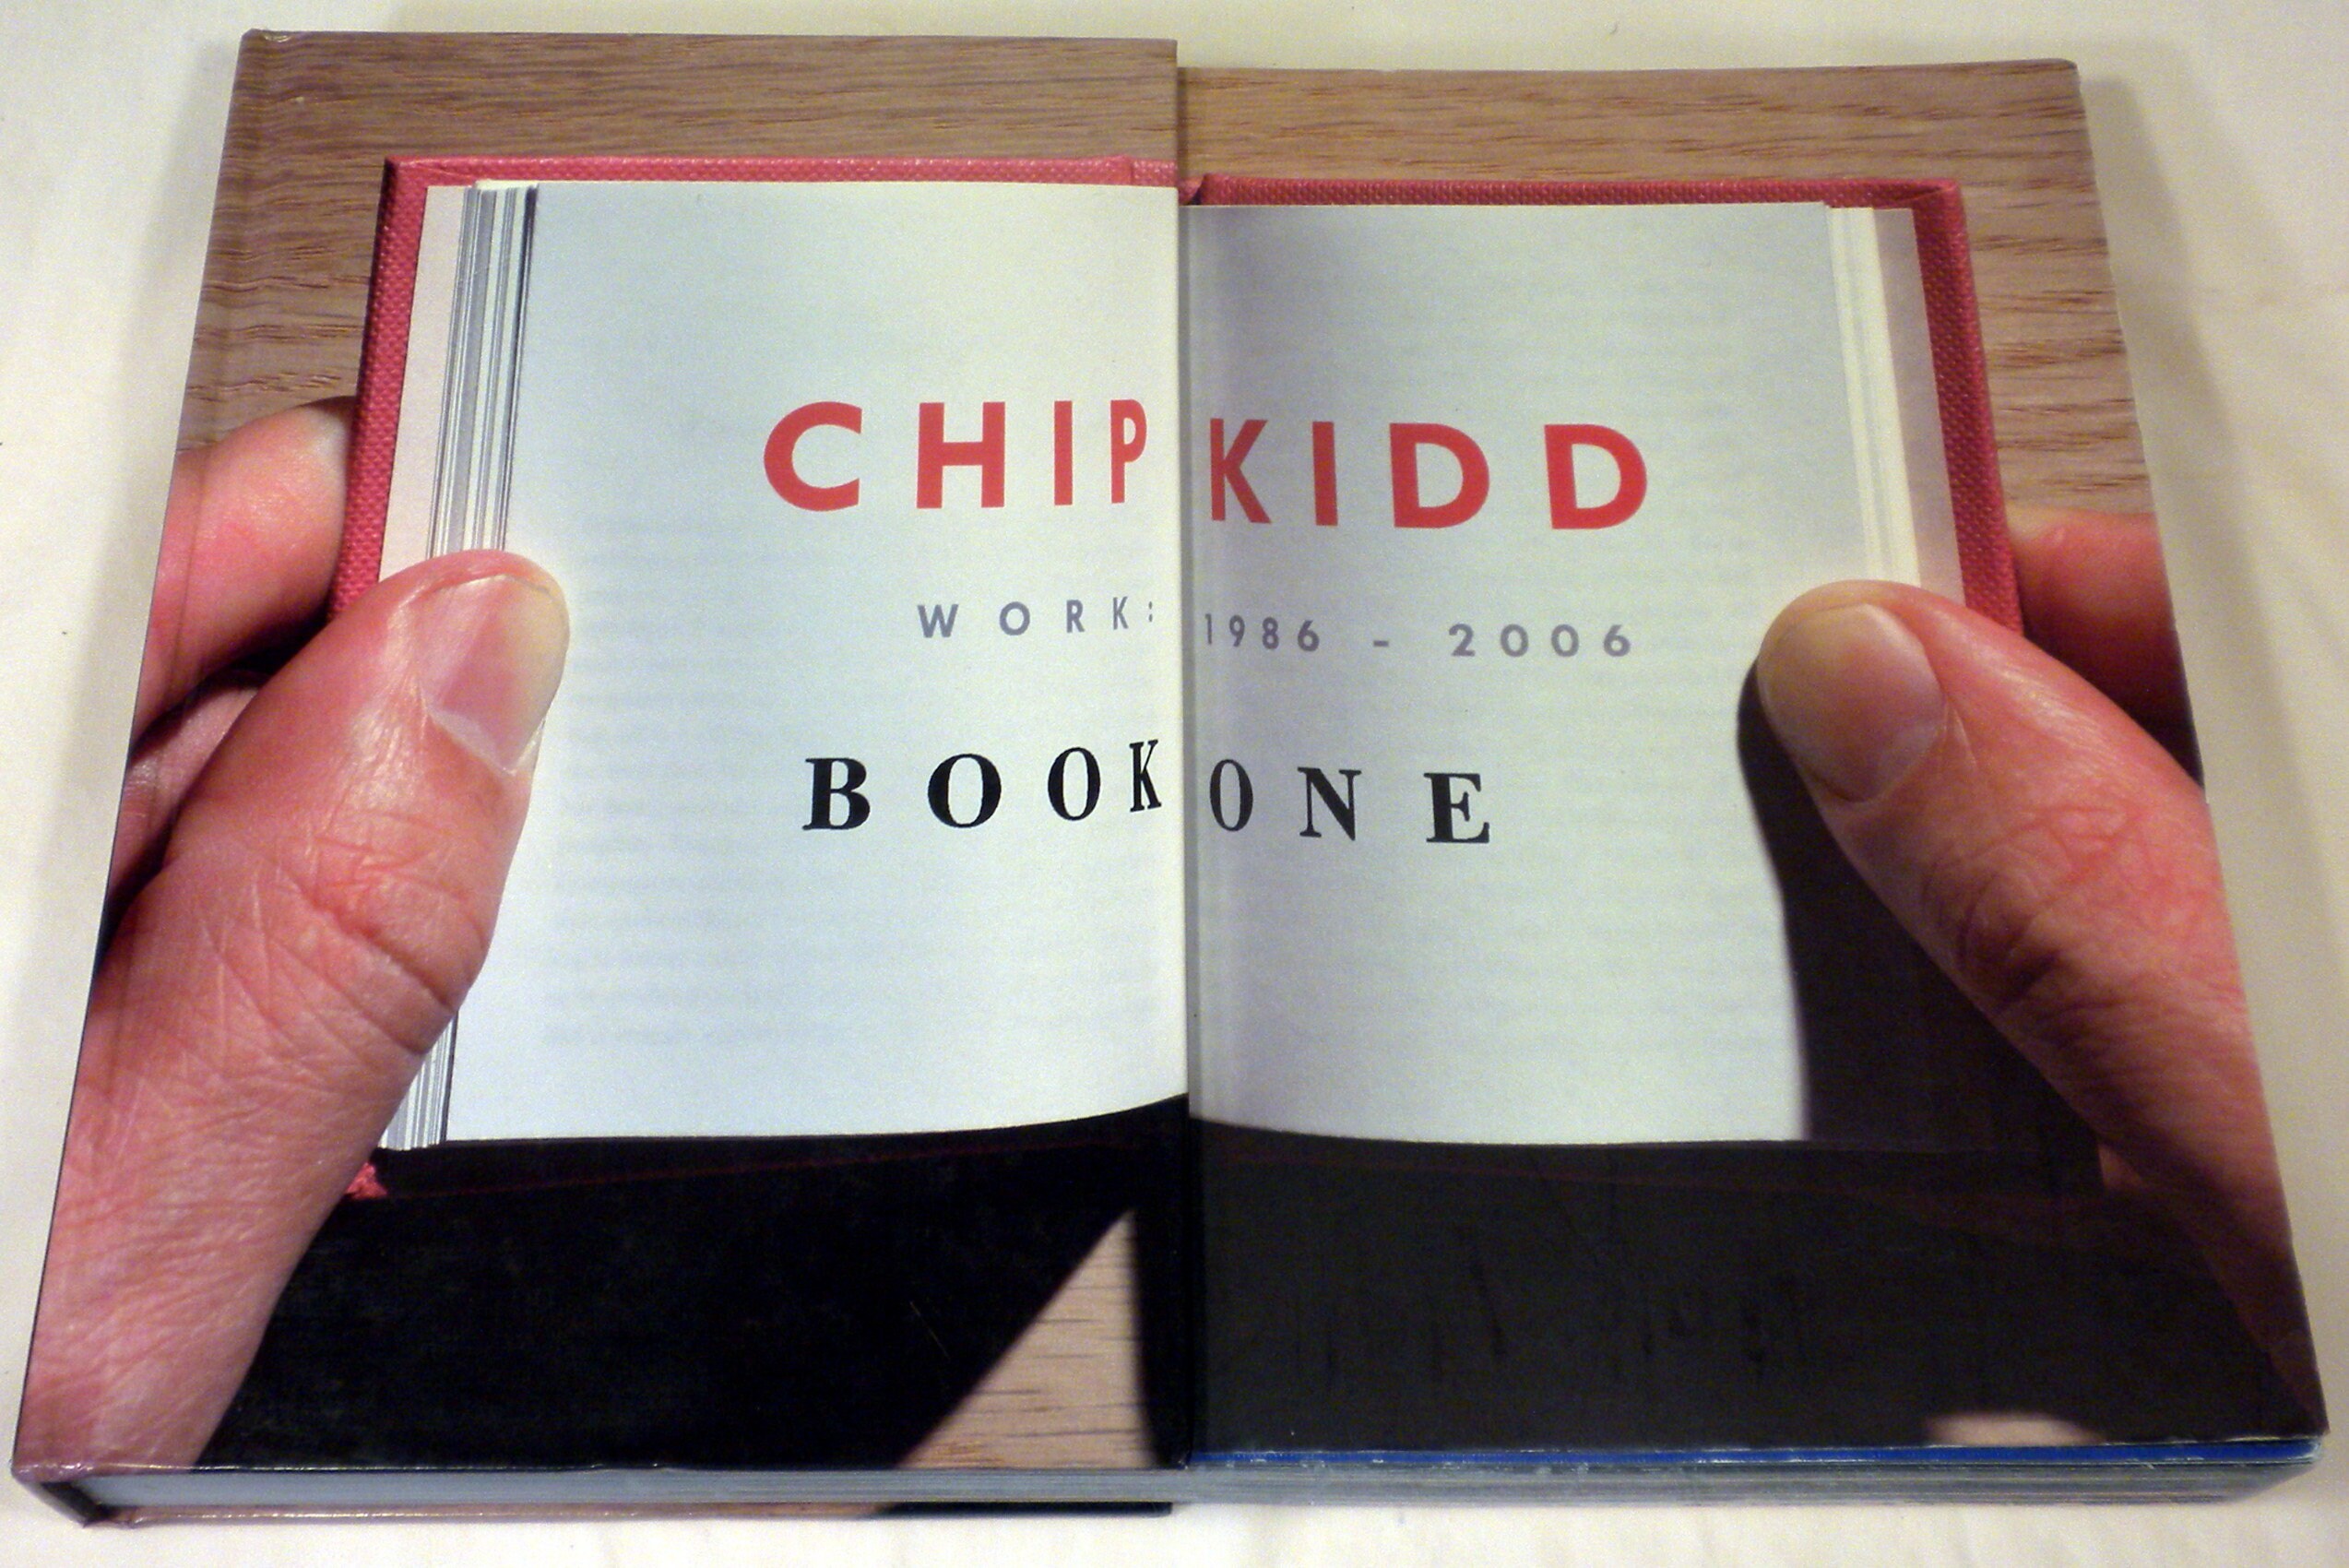 CHIP KIDD
WORK: 1986 - 2006
BOOK ONE